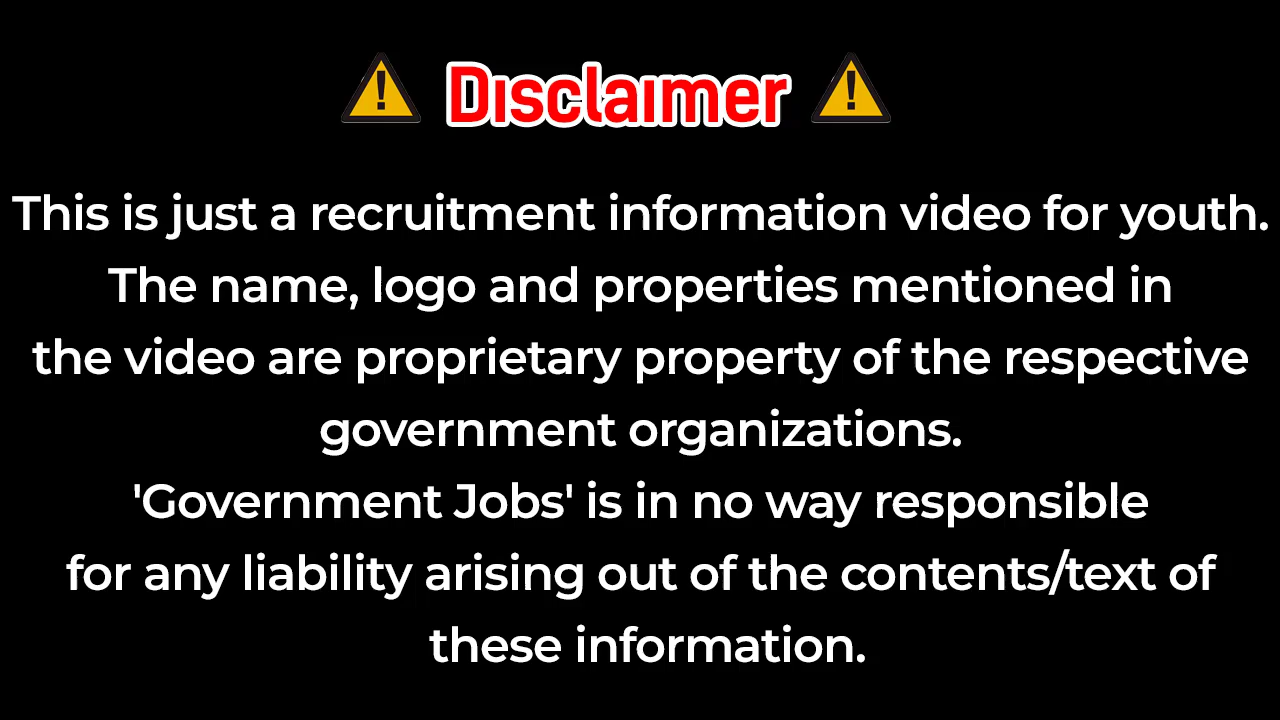 Disclaimer
This is just a recruitment information video for youth.
The name, logo and properties mentioned in
the video are proprietary property of the respective
government organizations.
'Government Jobs' is in no way responsible
for any liability arising out of the contents/text of
these information.